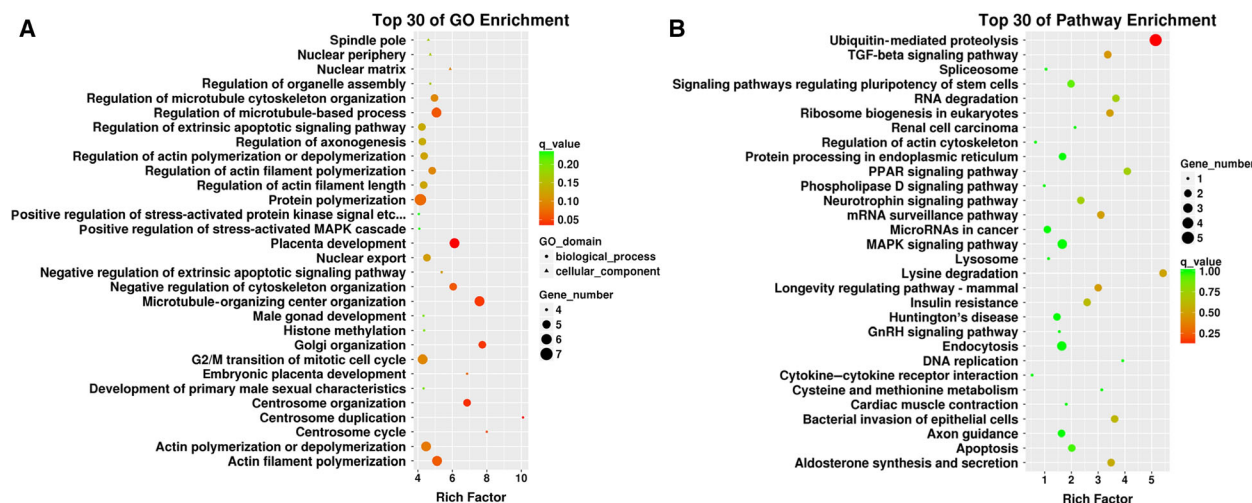 A
Top 30 of GO Enrichment
Spindle pole
Nuclear periphery
Nuclear matrix
Regulation of organelle assembly
Regulation of microtubule cytoskeleton organization
Regulation of microtubule-based process
Regulation of extrinsic apoptotic signaling pathway
Regulation of axonogenesis
Regulation of actin polymerization or depolymerization
Regulation of actin filament polymerization
Regulation of actin filament length
Protein polymerization
Positive regulation of stress-activated protein kinase signal etc...
Positive regulation of stress-activated MAPK cascade
Placenta development
Nuclear export
Negative regulation of extrinsic apoptotic signaling pathway
Negative regulation of cytoskeleton organization
Microtubule-organizing center organization
Male gonad development
Histone methylation
Golgi organization
G2/M transition of mitotic cell cycle
Embryonic placenta development
Development of primary male sexual characteristics
Centrosome organization
Centrosome duplication
Centrosome cycle
Actin polymerization or depolymerization
Actin filament polymerization
4 6 8 10
Rich Factor
q_value
0.20
0.15
0.10
0.05
GO_domain
biological_process
cellular_component
Gene_number
4
5
6
7
B
Top 30 of Pathway Enrichment
Ubiquitin-mediated proteolysis
TGF-beta signaling pathway
Spliceosome
Signaling pathways regulating pluripotency of stem cells
RNA degradation
Ribosome biogenesis in eukaryotes
Renal cell carcinoma
Regulation of actin cytoskeleton
Protein processing in endoplasmic reticulum
PPAR signaling pathway
Phospholipase D signaling pathway
Neurotrophin signaling pathway
mRNA surveillance pathway
MicroRNAs in cancer
MAPK signaling pathway
Lysosome
Lysine degradation
Longevity regulating pathway - mammal
Insulin resistance
Huntington's disease
GnRH signaling pathway
Endocytosis
DNA replication
Cytokine–cytokine receptor interaction
Cysteine and methionine metabolism
Cardiac muscle contraction
Bacterial invasion of epithelial cells
Axon guidance
Apoptosis
Aldosterone synthesis and secretion
1 2 3 4 5
Rich Factor
Gene_number
1
2
3
4
5
q_value
1.00
0.75
0.50
0.25